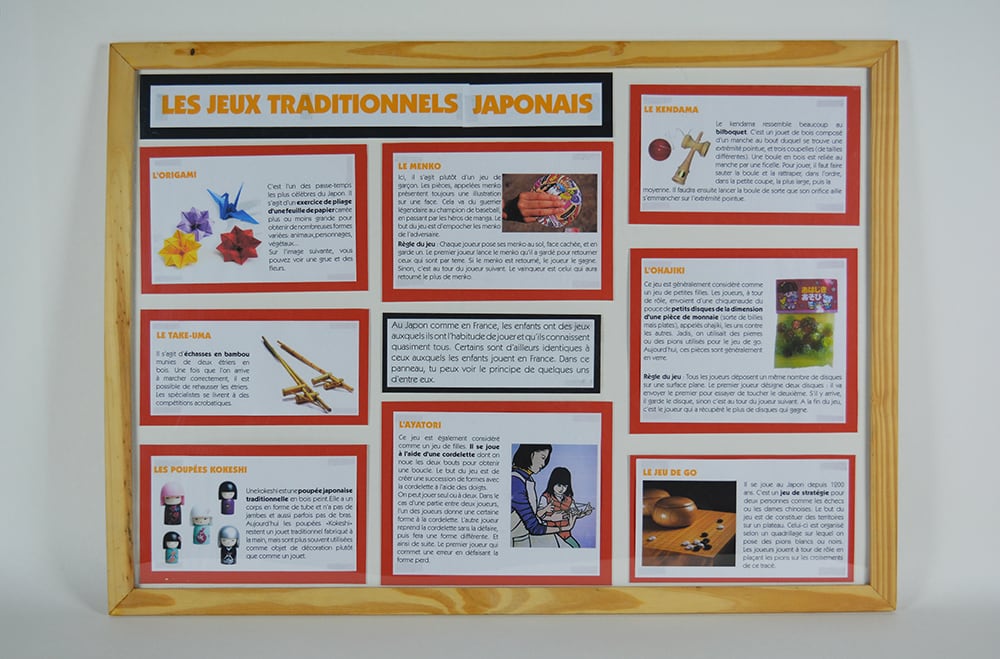 LES JEUX TRADITIONNELS JAPONAIS
L'ORIGAMI
C'est l'un des passe-temps
les plus célèbres du Japon. Il
s'agit d'un exercice de pliage
d'une feuille de papier carrée
plus ou moins grande pour
obtenir de nombreuses formes
variées: animaux, personnages,
végétaux...
Sur l'image suivante, vous
pouvez voir une grue et des
fleurs.
LE TAKE-UMA
Il s'agit d'échasses en bambou
munies de deux étriers en
bois. Une fois que l'on arrive
à marcher correctement, il est
possible de rehausser les étriers.
Les spécialistes se livrent à des
compétitions acrobatiques.
LES POUPÉES KOKESHI
Une kokeshi est une poupée japonaise
traditionnelle en bois peint. Elle a un
corps en forme de tube et n'a pas de
jambes et aussi parfois pas de bras.
Aujourd'hui les poupées «Kokeshi»
restent un jouet traditionnel fabriqué à
la main, mais sont plus souvent utilisées
comme objet de décoration plutôt
que comme un jouet.
LE MENKO
Ici, il s'agit plutôt d'un jeu de
garçon. Les pièces, appelées menko
présentent toujours une illustration
sur une face. Cela va du guerrier
légendaire au champion de baseball,
en passant par les héros de manga. Le
but du jeu est d'empocher les menko
de l'adversaire.
Règle du jeu : Chaque joueur pose ses menko au sol, face cachée, et en
garde un. Le premier joueur lance le menko qu'il a gardé pour retourner
ceux qui sont par terre. Si le menko est retourné, le joueur le gagne.
Sinon, c'est au tour du joueur suivant. Le vainqueur est celui qui aura
retourné le plus de menko.
Au Japon comme en France, les enfants ont des jeux
auxquels ils ont l'habitude de jouer et qu'ils connaissent
quasiment tous. Certains sont d'ailleurs identiques à
ceux auxquels les enfants jouent en France. Dans ce
panneau, tu peux voir le principe de quelques uns
d'entre eux.
L'AYATORI
Ce jeu est également considéré
comme un jeu de filles. Il se joue
à l'aide d'une cordelette dont on
noue les deux bouts pour obtenir
une boucle. Le but du jeu est de
créer une succession de formes avec
la cordelette à l'aide des doigts.
On peut jouer seul ou à deux. Dans le
cas d'une partie entre deux joueurs,
l'un des joueurs donne une certaine
forme à la cordelette. L'autre joueur
reprend la cordelette sans la défaire,
puis fera une forme différente. Et
ainsi de suite. Le premier joueur qui
commet une erreur en défaisant la
forme perd.
LE KENDAMA
Le kendama ressemble beaucoup au
bilboquet. C'est un jouet de bois composé
d'un manche au bout duquel se trouve une
extrémité pointue, et trois coupelles (de tailles
différentes). Une boule en bois est reliée au
manche par une ficelle. Pour jouer, il faut faire
sauter la boule et la rattraper, dans l'ordre,
dans la petite coupe, la plus large, puis la
moyenne. Il faudra ensuite lancer la boule de sorte que son orifice aille
s'emmancher sur l'extrémité pointue.
L'OHAJIKI
Ce jeu est généralement considéré comme
un jeu de petites filles. Les joueurs, à tour
de rôle, envoient d'une chiquenaude du
pouce de petits disques de la dimension
d'une pièce de monnaie (sorte de billes
mais plates), appelés ohajiki, les uns contre
les autres. Jadis, on utilisait des pierres
ou des pions utilisés pour le jeu de go.
Aujourd'hui, ces pièces sont généralement
en verre.
おはじき
あそび
Règle du jeu : Tous les joueurs déposent un même nombre de disques
sur une surface plane. Le premier joueur désigne deux disques : il va
envoyer le premier pour essayer de toucher le deuxième. S'il y arrive,
il garde le disque, sinon c'est au tour du joueur suivant. A la fin du jeu,
c'est le joueur qui a récupéré le plus de disques qui gagne.
LE JEU DE GO
Il se joue au Japon depuis 1200
ans. C'est un jeu de stratégie pour
deux personnes comme les échecs
ou les dames chinoises. Le but du
jeu est de constituer des territoires
sur un plateau. Celui-ci est organisé
selon un quadrillage sur lequel on
pose des pions blancs ou noirs.
Les joueurs jouent à tour de rôle en
plaçant les pions sur les croisements
de ce tracé.